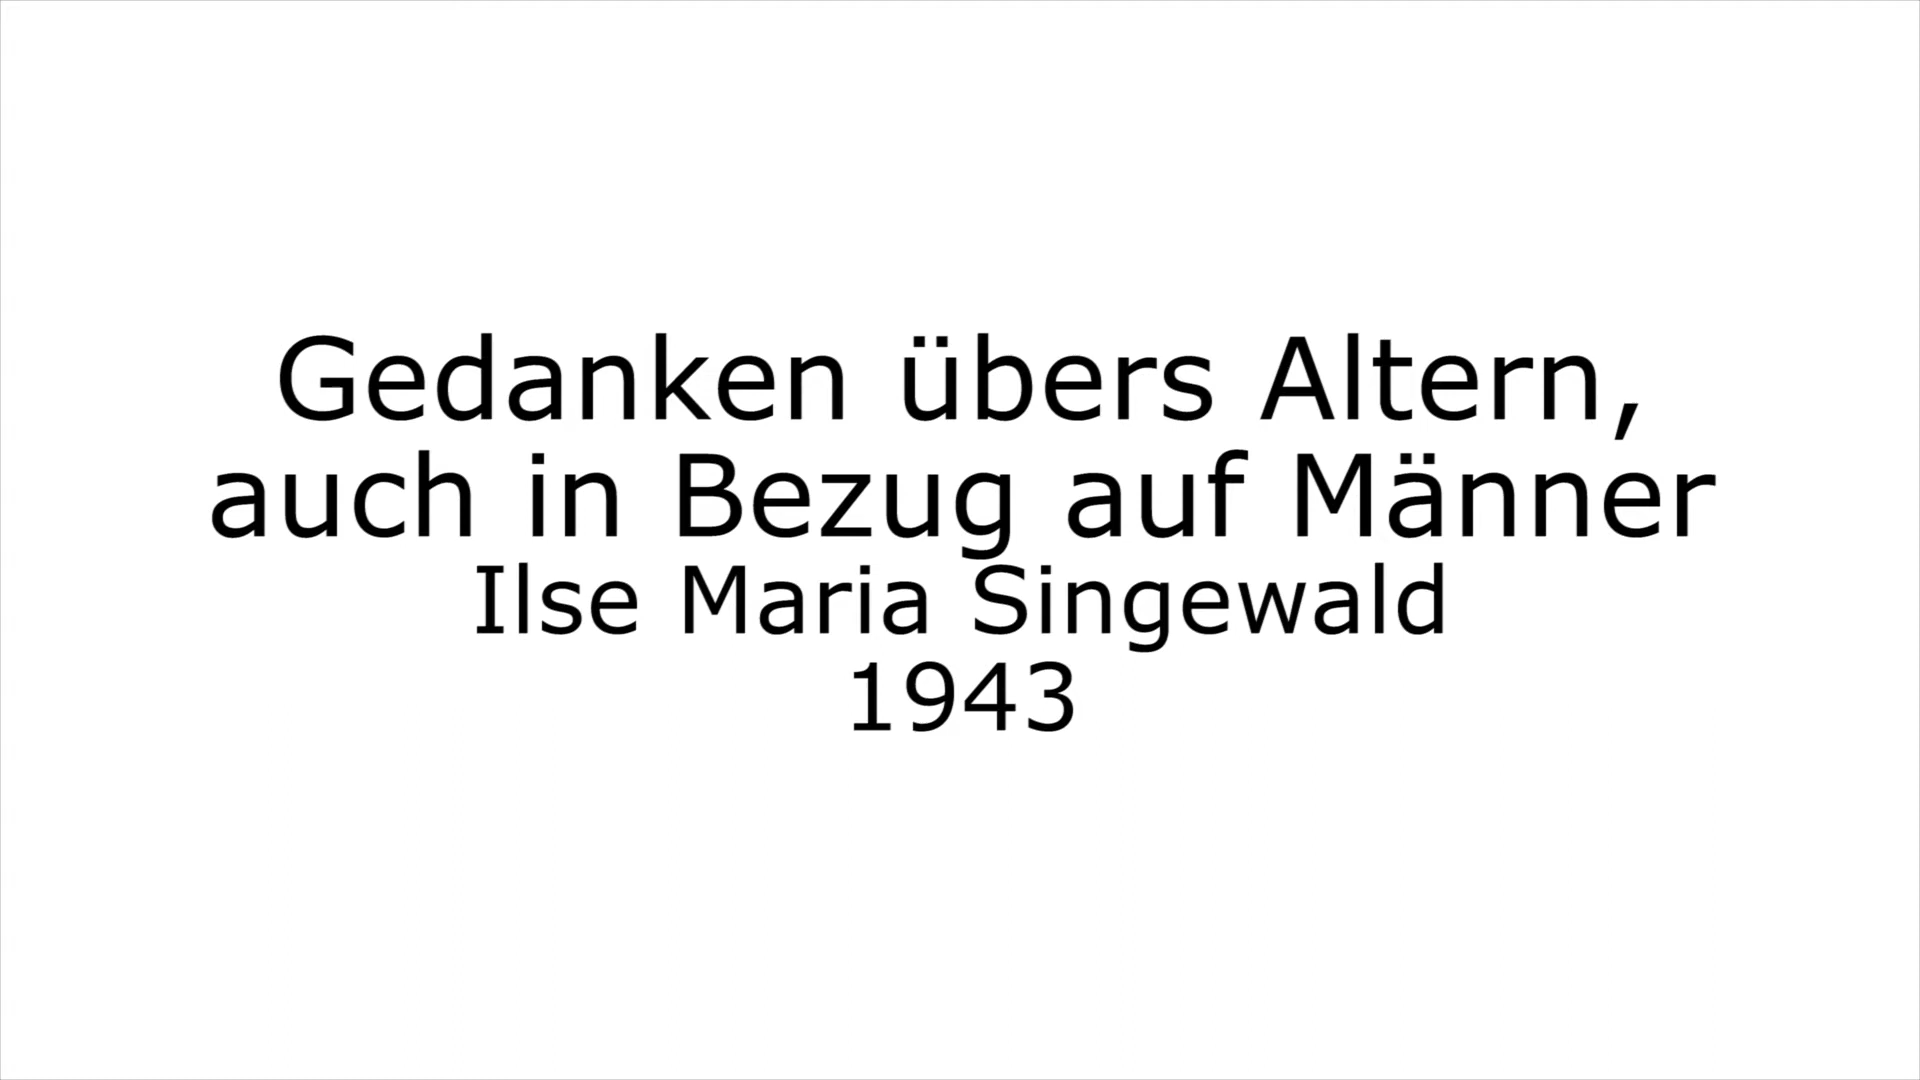 Gedanken übers Altern,
auch in Bezug auf Männer
Ilse Maria Singewald
1943